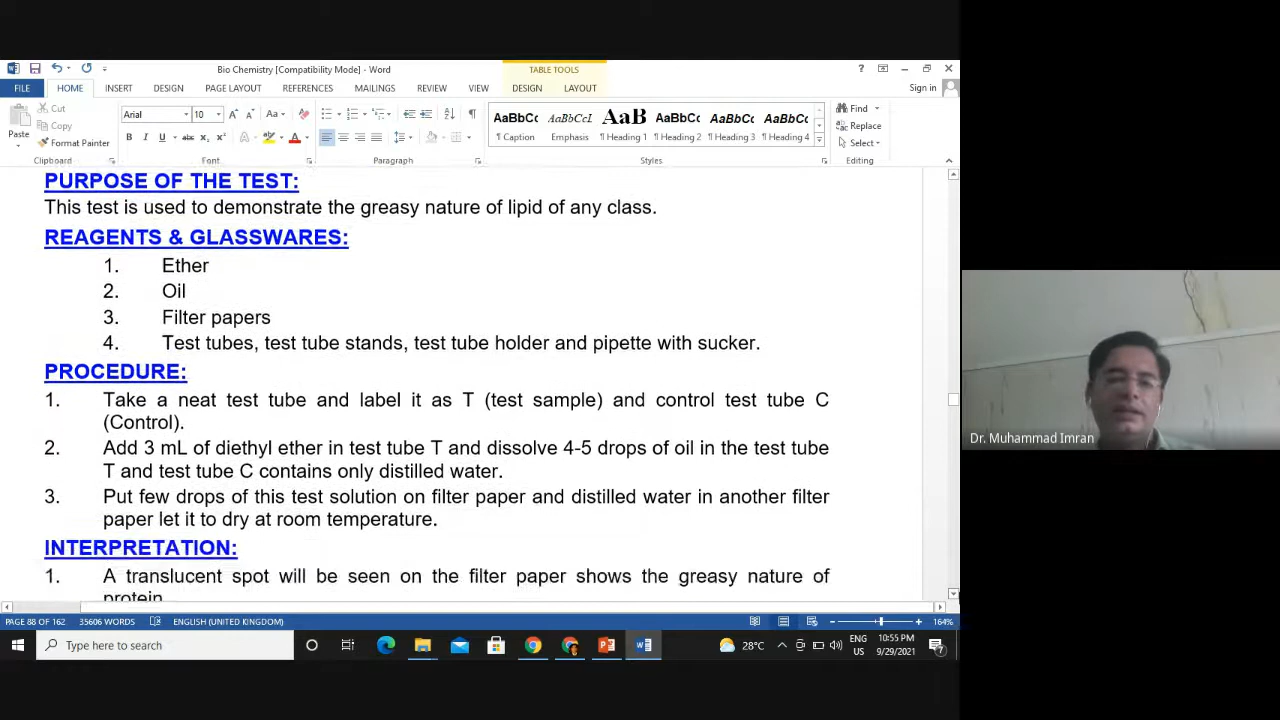 Bio Chemistry [Compatibility Mode] - Word
TABLE TOOLS
FILE HOME INSERT DESIGN PAGE LAYOUT REFERENCES MAILINGS REVIEW VIEW DESIGN LAYOUT Sign in
Paste
Cut
Copy
Format Painter
Arial 10
Clipboard Font Paragraph Styles Editing
AaBbCc AaBbCcL AaB AaBbCc AaBbCc AaBbCc
¶ Caption Emphasis ¶ Heading 1 ¶ Heading 2 ¶ Heading 3 ¶ Heading 4
Find
Replace
Select
PURPOSE OF THE TEST:
This test is used to demonstrate the greasy nature of lipid of any class.
REAGENTS & GLASSWARES:
1. Ether
2. Oil
3. Filter papers
4. Test tubes, test tube stands, test tube holder and pipette with sucker.
PROCEDURE:
1. Take a neat test tube and label it as T (test sample) and control test tube C
(Control).
2. Add 3 mL of diethyl ether in test tube T and dissolve 4-5 drops of oil in the test tube
T and test tube C contains only distilled water.
3. Put few drops of this test solution on filter paper and distilled water in another filter
paper let it to dry at room temperature.
INTERPRETATION:
1. A translucent spot will be seen on the filter paper shows the greasy nature of
protein
PAGE 88 OF 162 35606 WORDS ENGLISH (UNITED KINGDOM) 164%
Type here to search
28°C
ENG
US
10:55 PM
9/29/2021
Dr. Muhammad Imran